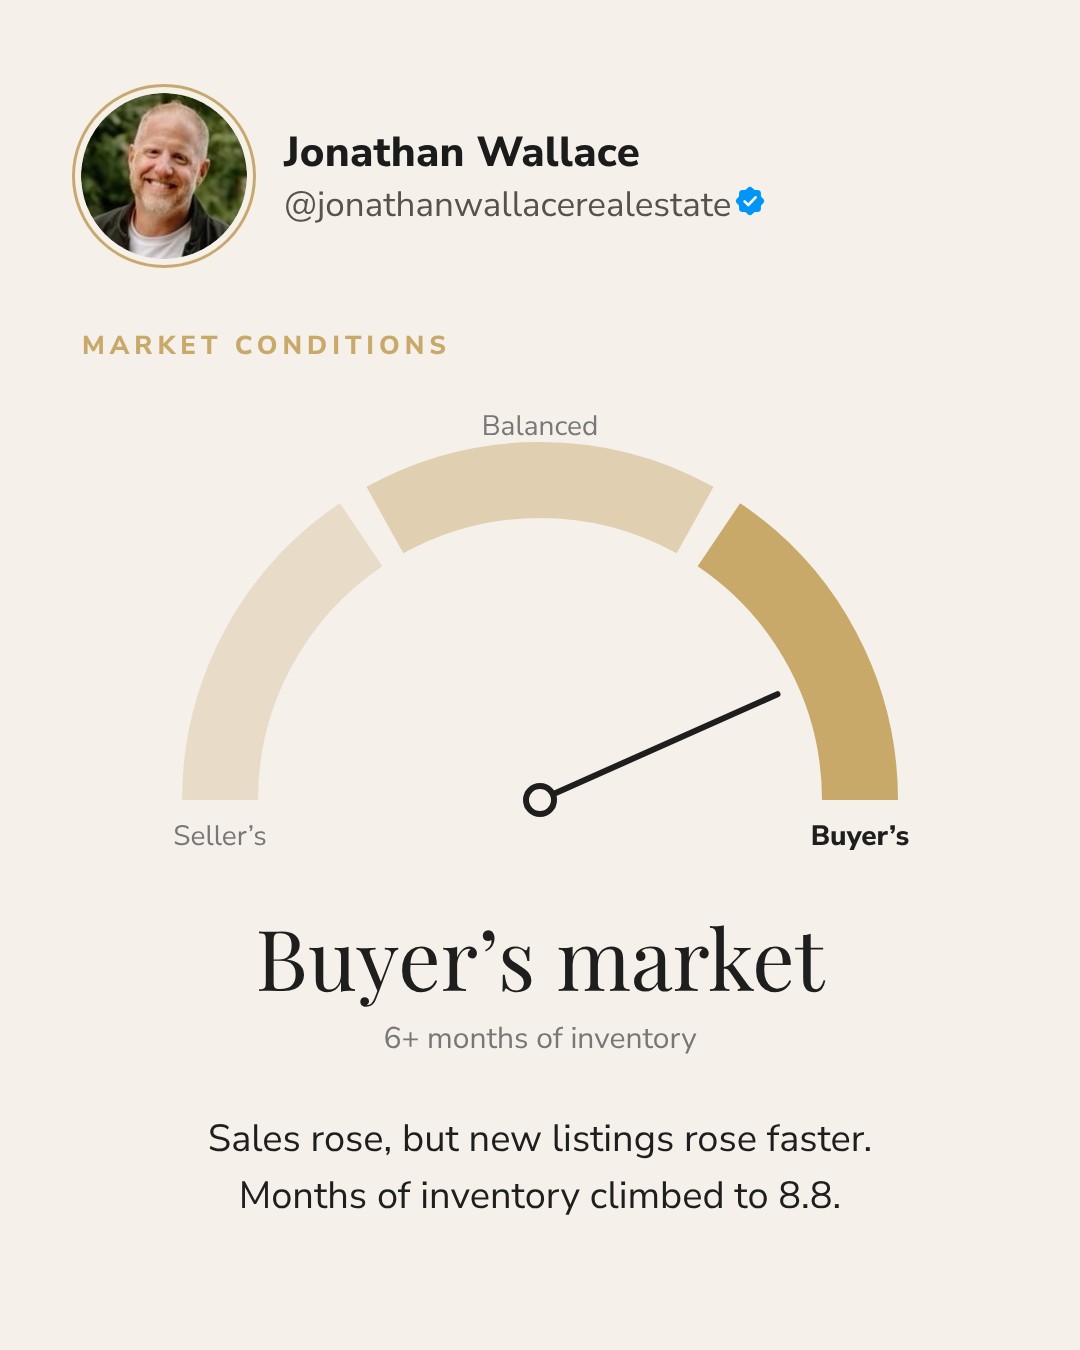 Jonathan Wallace
@jonathanwallacerealestate
MARKET CONDITIONS
Balanced
Seller’s
Buyer’s
Buyer’s market
6+ months of inventory
Sales rose, but new listings rose faster.
Months of inventory climbed to 8.8.